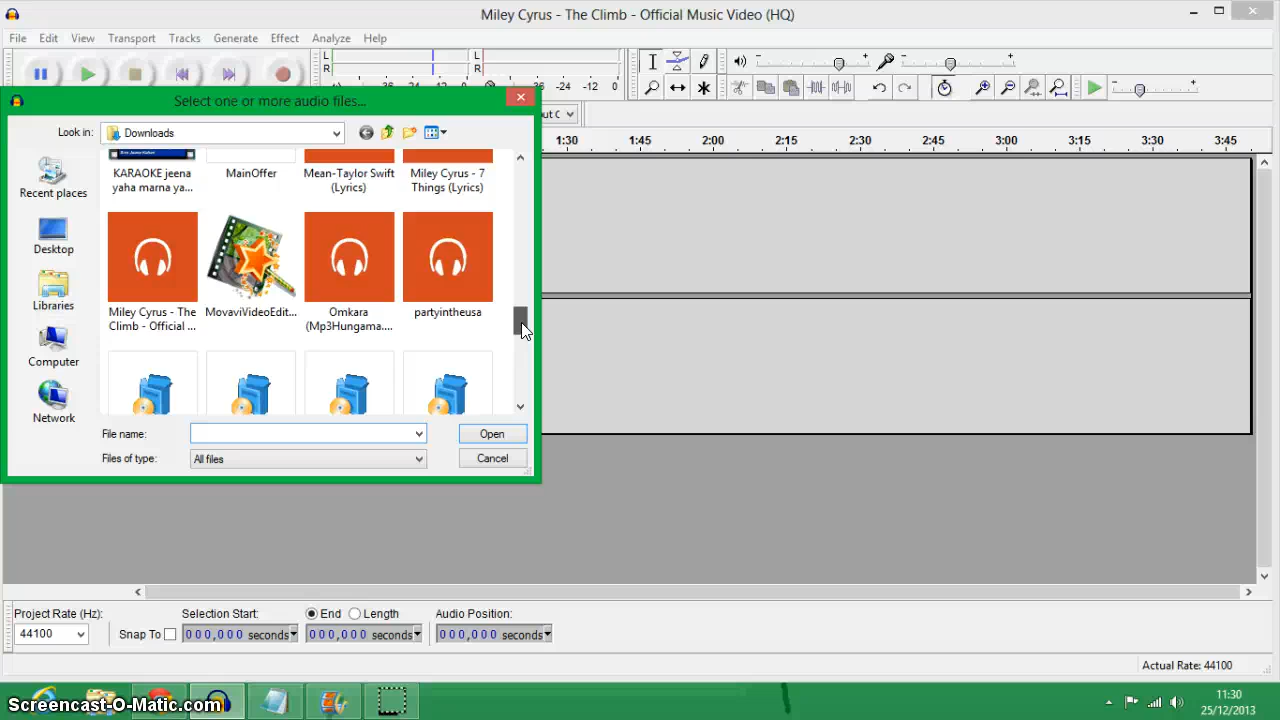 Miley Cyrus - The Climb - Official Music Video (HQ)
File Edit View Transport Tracks Generate Effect Analyze Help
L
R
L
R
-36 -24 -12 0
Select one or more audio files...
Look in: Downloads
1:30 1:45 2:00 2:15 2:30 2:45 3:00 3:15 3:30 3:45
Recent places
Desktop
Libraries
Computer
Network
KARAOKE jeena
yaha marna ya...
MainOffer
Mean-Taylor Swift
(Lyrics)
Miley Cyrus - 7
Things (Lyrics)
Miley Cyrus - The
Climb - Official ...
MovaviVideoEdit...
Omkara
(Mp3Hungama....
partyintheusa
File name:
Open
Files of type: All files
Cancel
Project Rate (Hz):
44100
Snap To
Selection Start:
000,000 seconds
End Length
000,000 seconds
Audio Position:
000,000 seconds
Actual Rate: 44100
Screencast-O-Matic.com
11:30
25/12/2013